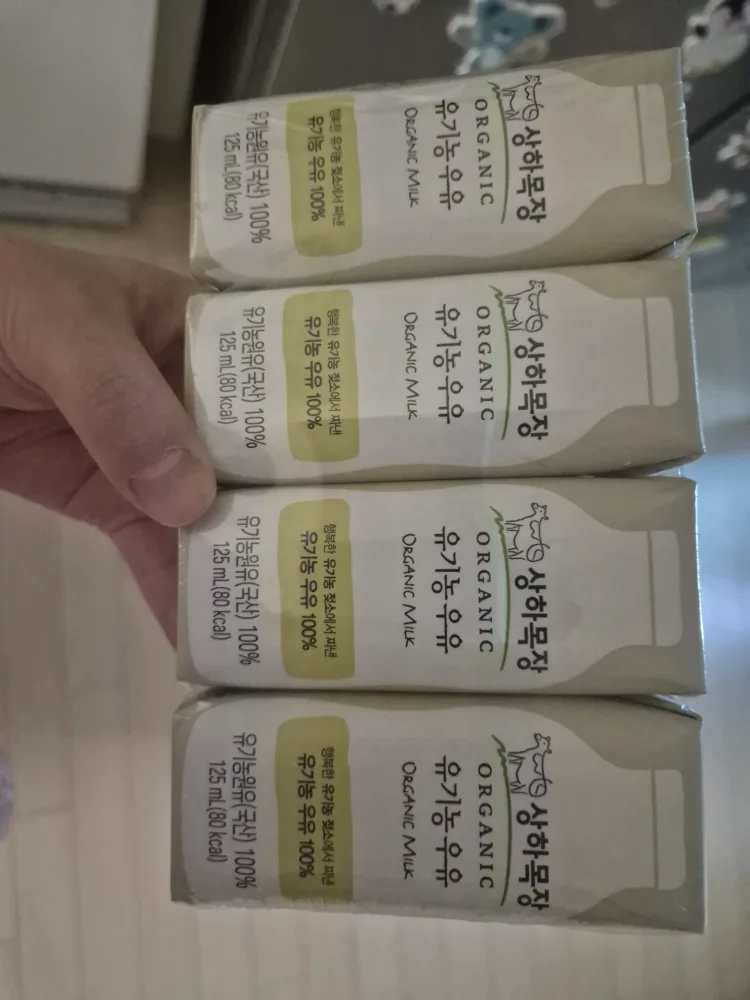 상하목장
ORGANIC
유기농우유
ORGANIC MILK
행복한 유기농 젖소에서 짜낸
유기농 우유 100%
유기농원유(국산) 100%
125 mL(80 kcal)
상하목장
ORGANIC
유기농우유
ORGANIC MILK
행복한 유기농 젖소에서 짜낸
유기농 우유 100%
유기농원유(국산) 100%
125 mL(80 kcal)
상하목장
ORGANIC
유기농우유
ORGANIC MILK
행복한 유기농 젖소에서 짜낸
유기농 우유 100%
유기농원유(국산) 100%
125 mL(80 kcal)
상하목장
ORGANIC
유기농우유
ORGANIC MILK
행복한 유기농 젖소에서 짜낸
유기농 우유 100%
유기농원유(국산) 100%
125 mL(80 kcal)